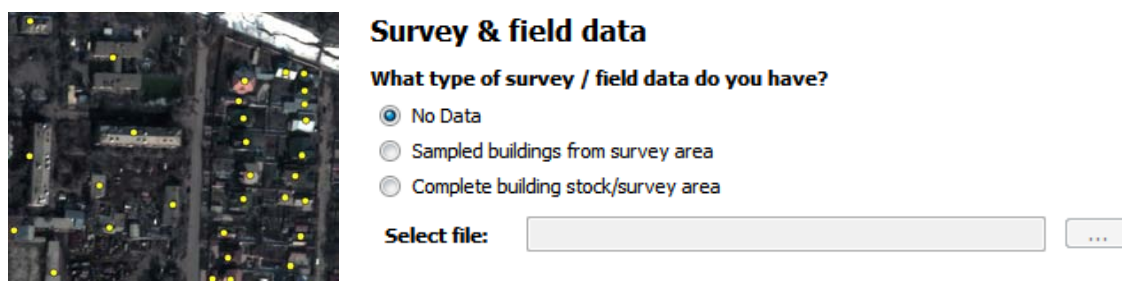 Survey & field data
What type of survey / field data do you have?
No Data
Sampled buildings from survey area
Complete building stock/survey area
Select file:
...